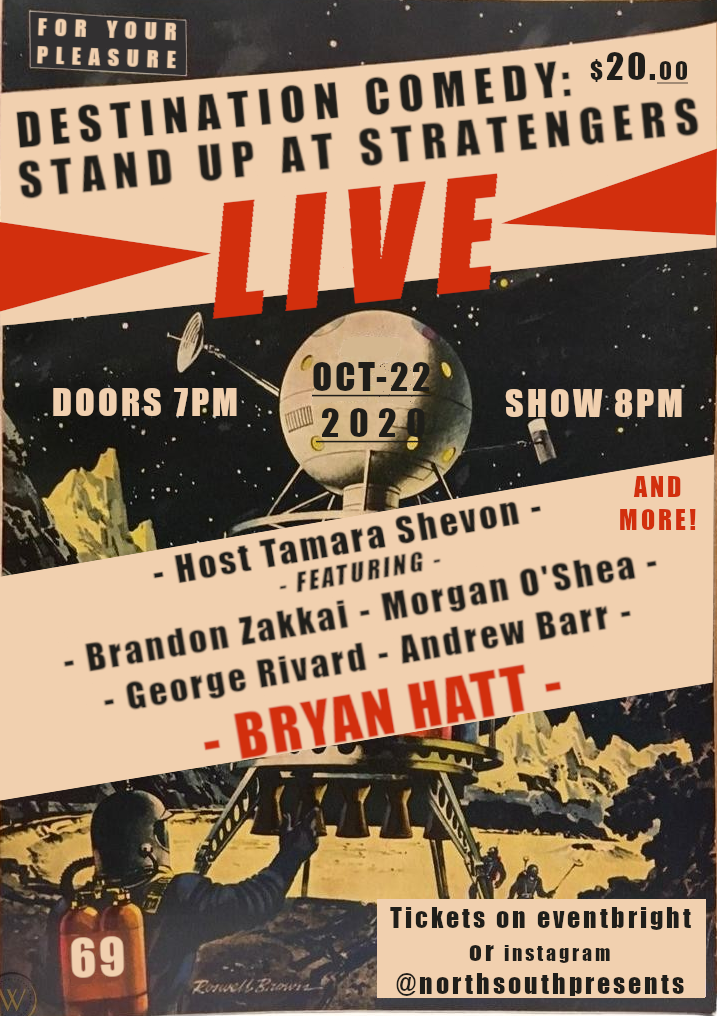 FOR YOUR
PLEASURE
$20.00
DESTINATION COMEDY:
STAND UP AT STRATENGERS
LIVE
OCT-22
2020
DOORS 7PM
SHOW 8PM
AND
MORE!
- Host Tamara Shevon -
- FEATURING -
- Brandon Zakkai - Morgan O'Shea -
- George Rivard - Andrew Barr -
- BRYAN HATT -
69
Roswell Brown
Tickets on eventbright
or instagram
@northsouthpresents
W